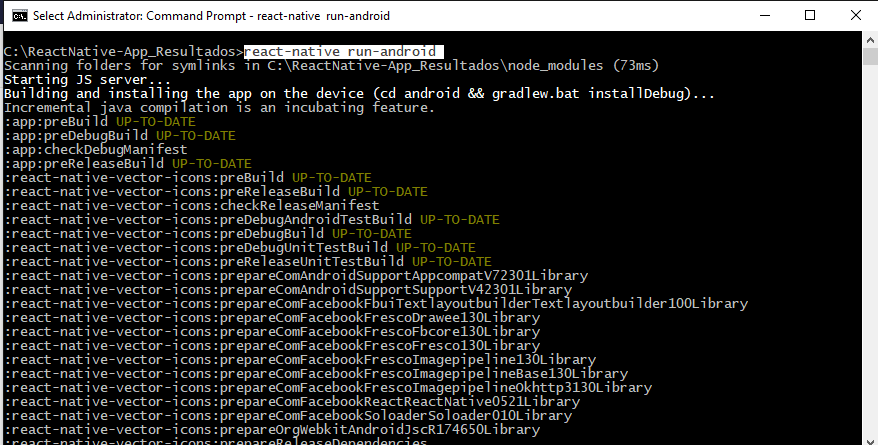 Select Administrator: Command Prompt - react-native run-android
C:\ReactNative-App_Resultados>react-native run-android
Scanning folders for symlinks in C:\ReactNative-App_Resultados\node_modules (73ms)
Starting JS server...
Building and installing the app on the device (cd android && gradlew.bat installDebug)...
Incremental java compilation is an incubating feature.
:app:preBuild UP-TO-DATE
:app:preDebugBuild UP-TO-DATE
:app:checkDebugManifest
:app:preReleaseBuild UP-TO-DATE
:react-native-vector-icons:preBuild UP-TO-DATE
:react-native-vector-icons:preReleaseBuild UP-TO-DATE
:react-native-vector-icons:checkReleaseManifest
:react-native-vector-icons:preDebugAndroidTestBuild UP-TO-DATE
:react-native-vector-icons:preDebugBuild UP-TO-DATE
:react-native-vector-icons:preDebugUnitTestBuild UP-TO-DATE
:react-native-vector-icons:preReleaseUnitTestBuild UP-TO-DATE
:react-native-vector-icons:prepareComAndroidSupportAppcompatV72301Library
:react-native-vector-icons:prepareComAndroidSupportSupportV42301Library
:react-native-vector-icons:prepareComFacebookFbuiTextlayoutbuilderTextlayoutbuilder100Library
:react-native-vector-icons:prepareComFacebookFrescoDrawee130Library
:react-native-vector-icons:prepareComFacebookFrescoFbcore130Library
:react-native-vector-icons:prepareComFacebookFrescoFresco130Library
:react-native-vector-icons:prepareComFacebookFrescoImagepipeline130Library
:react-native-vector-icons:prepareComFacebookFrescoImagepipelineBase130Library
:react-native-vector-icons:prepareComFacebookFrescoImagepipelineOkhttp3130Library
:react-native-vector-icons:prepareComFacebookReactReactNative0521Library
:react-native-vector-icons:prepareComFacebookSoloaderSoloader010Library
:react-native-vector-icons:prepareOrgWebkitAndroidJscR174650Library
:react-native-vector-icons:prepareReleaseDependencies